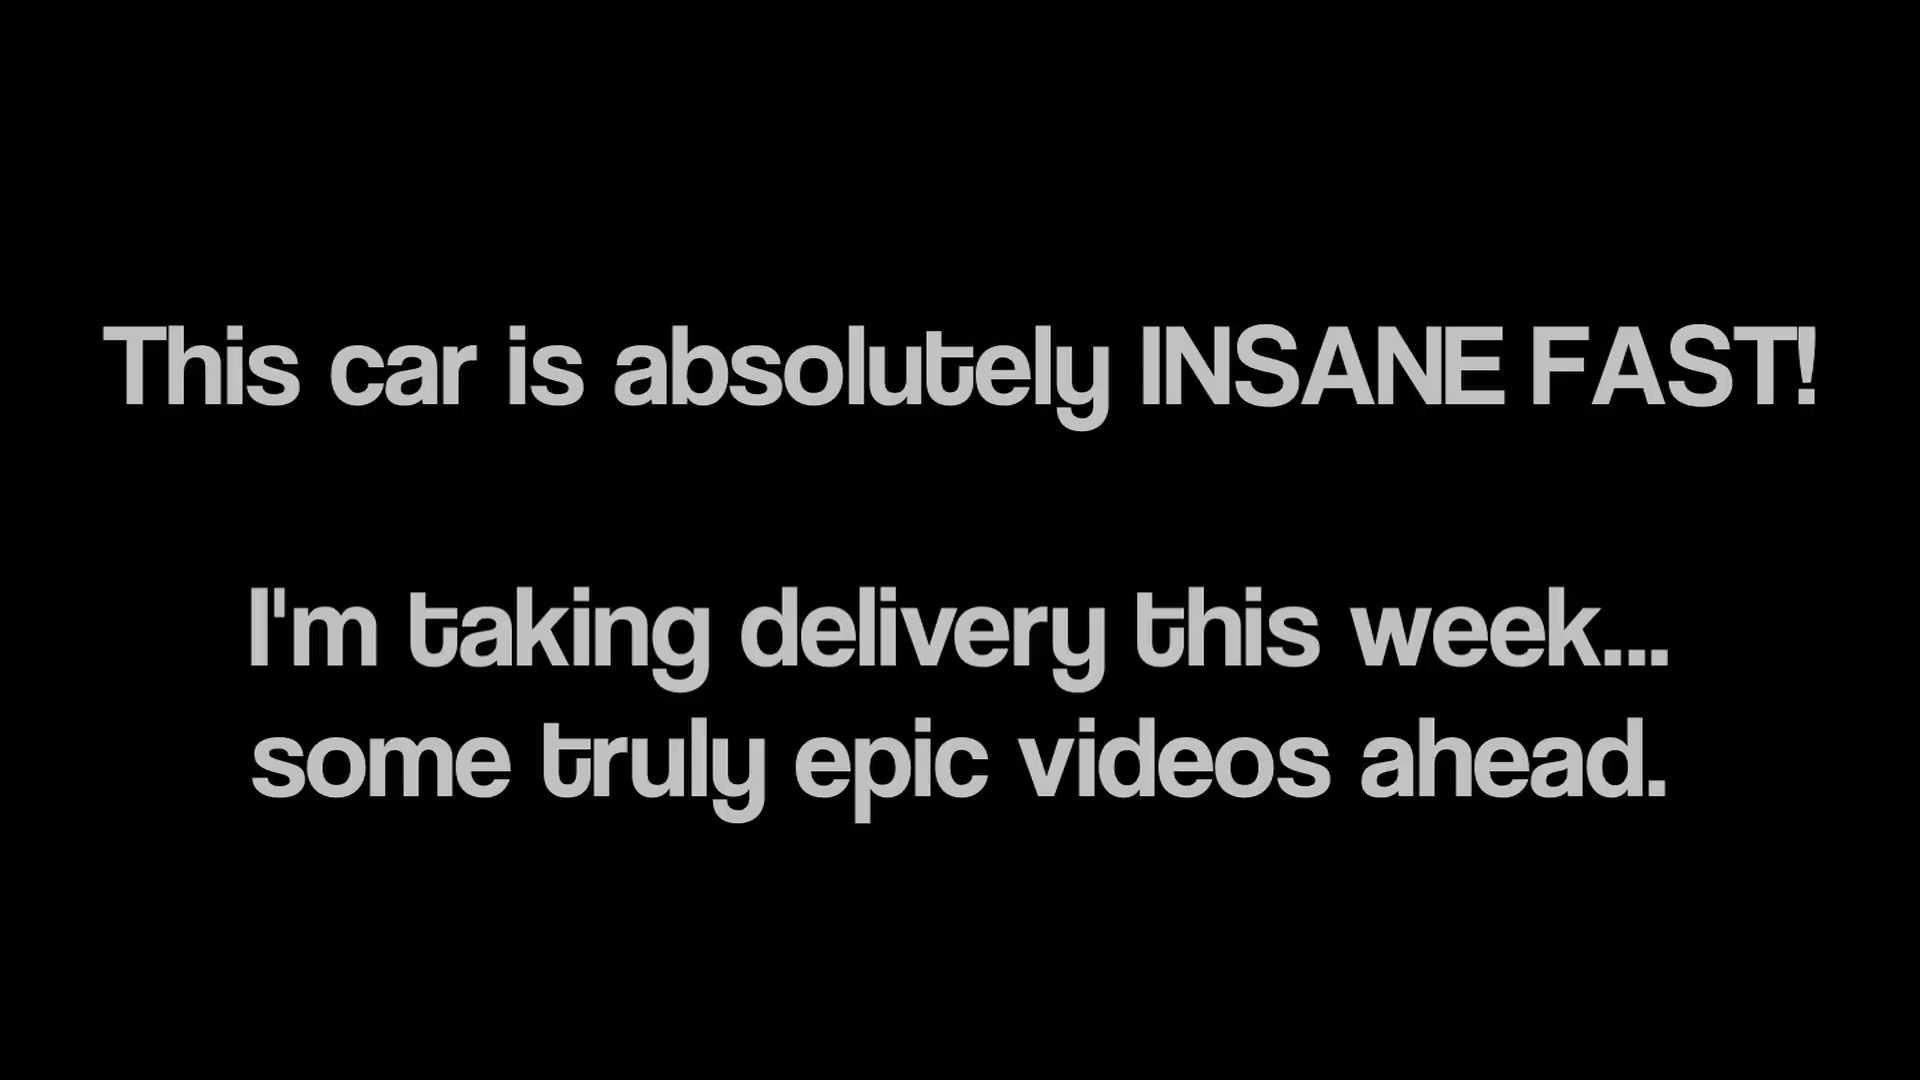 This car is absolutely INSANE FAST!
I'm taking delivery this week...
some truly epic videos ahead.